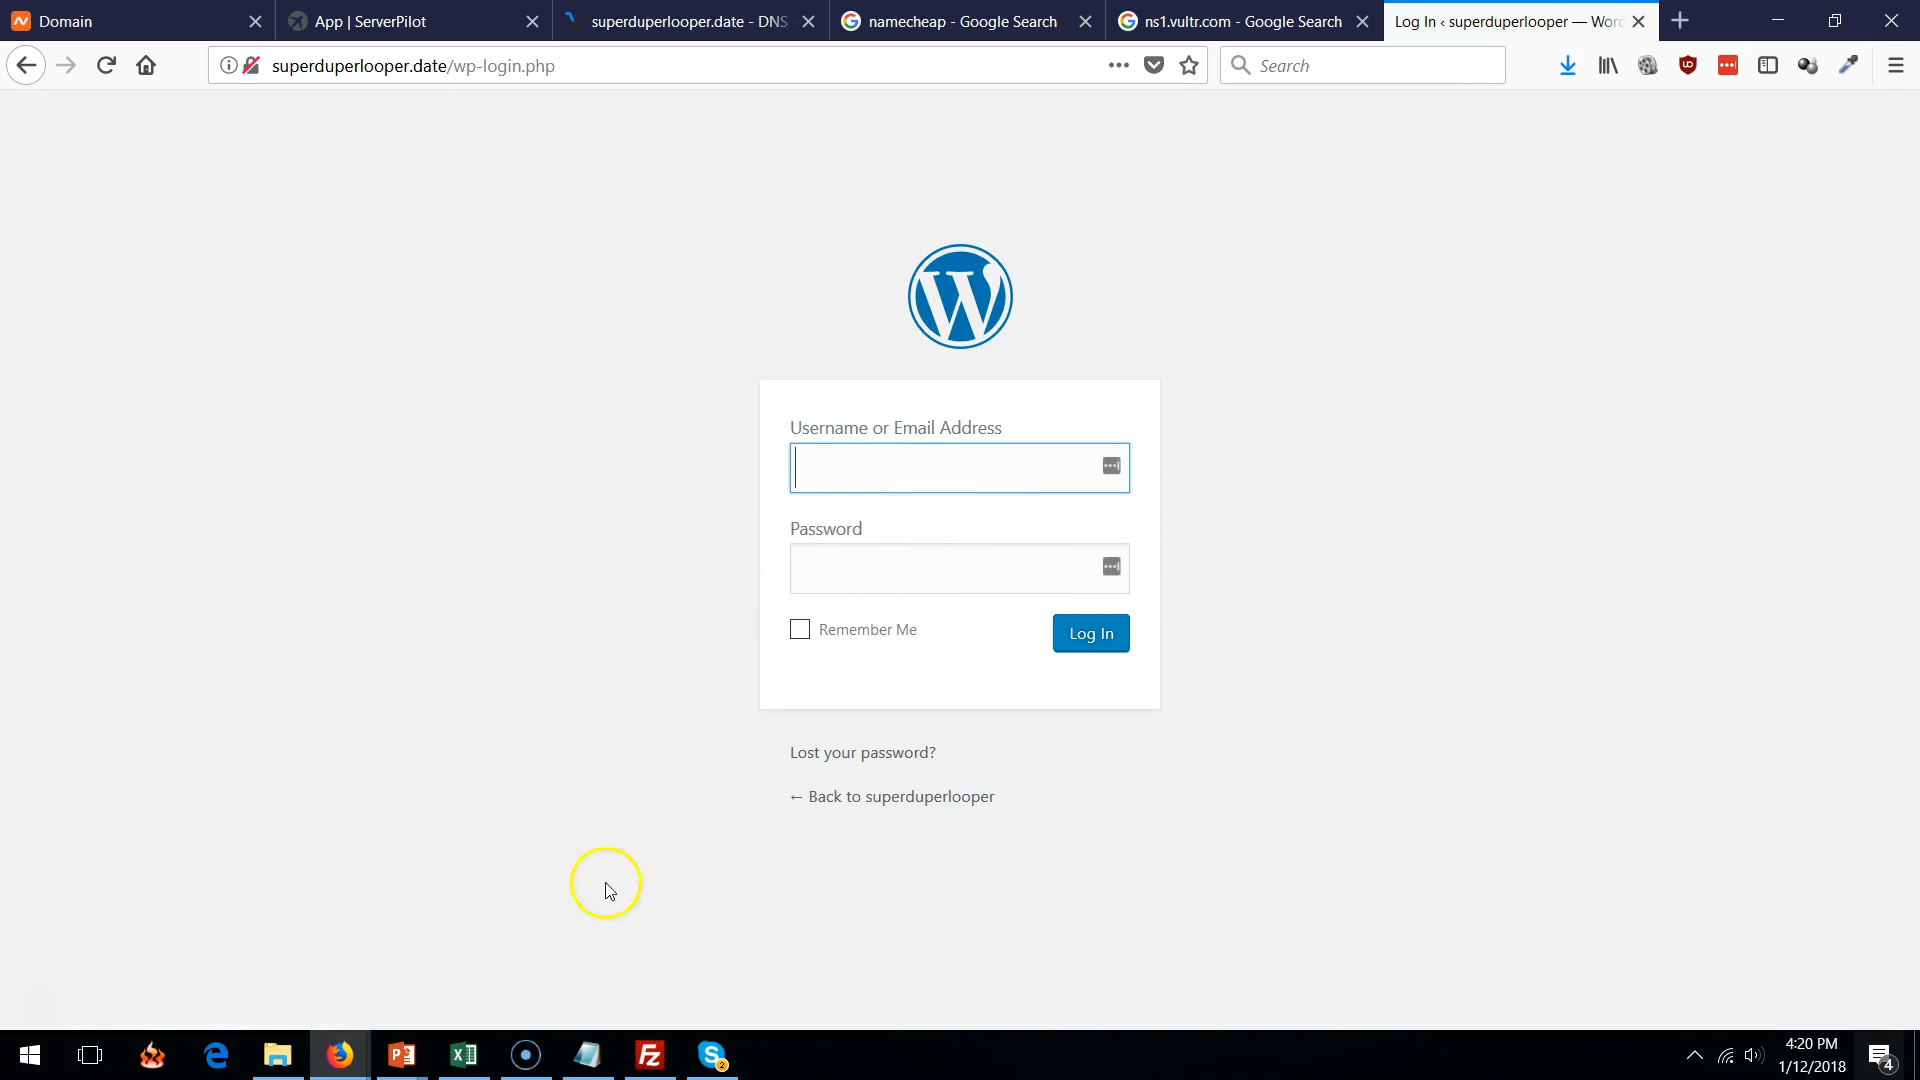 Domain
App | ServerPilot
superduperlooper.date - DNS
namecheap - Google Search
ns1.vultr.com - Google Search
Log In ‹ superduperlooper — Wor
superduperlooper.date/wp-login.php
Search
Username or Email Address
Password
Remember Me
Log In
Lost your password?
← Back to superduperlooper
4:20 PM
1/12/2018
4
2